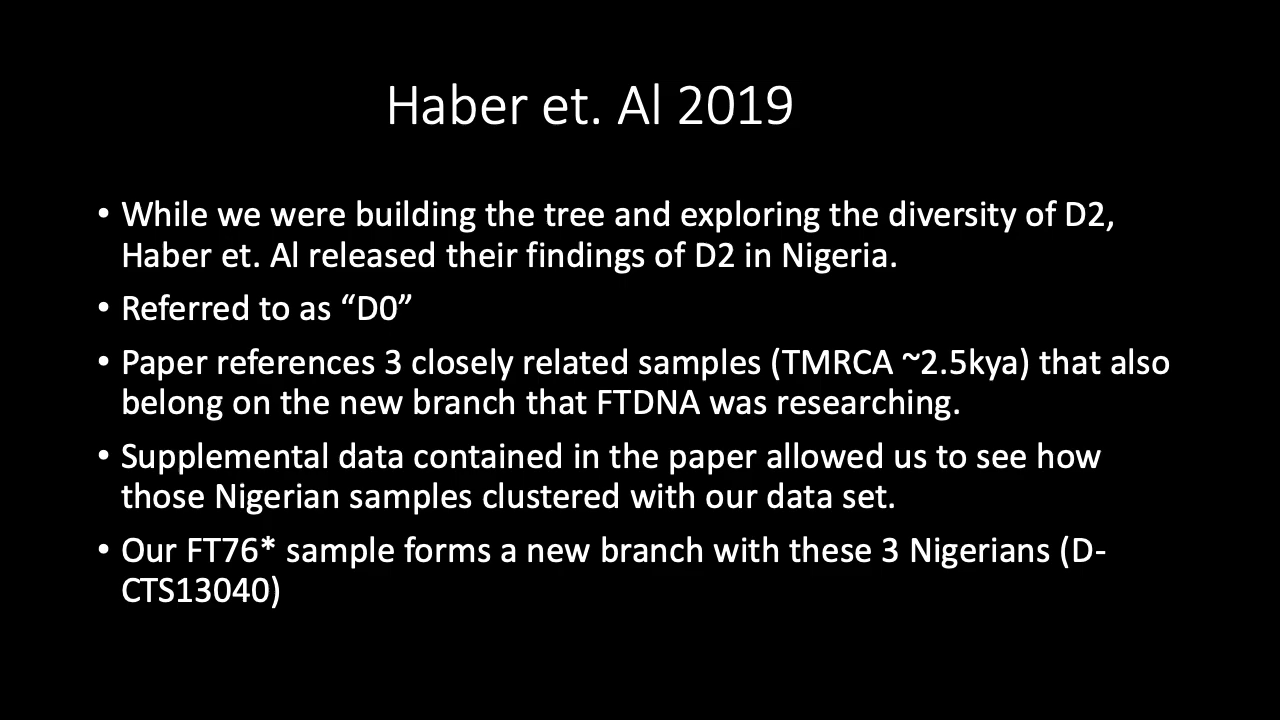 Haber et. Al 2019
• While we were building the tree and exploring the diversity of D2,
Haber et. Al released their findings of D2 in Nigeria.
• Referred to as “D0”
• Paper references 3 closely related samples (TMRCA ~2.5kya) that also
belong on the new branch that FTDNA was researching.
• Supplemental data contained in the paper allowed us to see how
those Nigerian samples clustered with our data set.
• Our FT76* sample forms a new branch with these 3 Nigerians (D-
CTS13040)